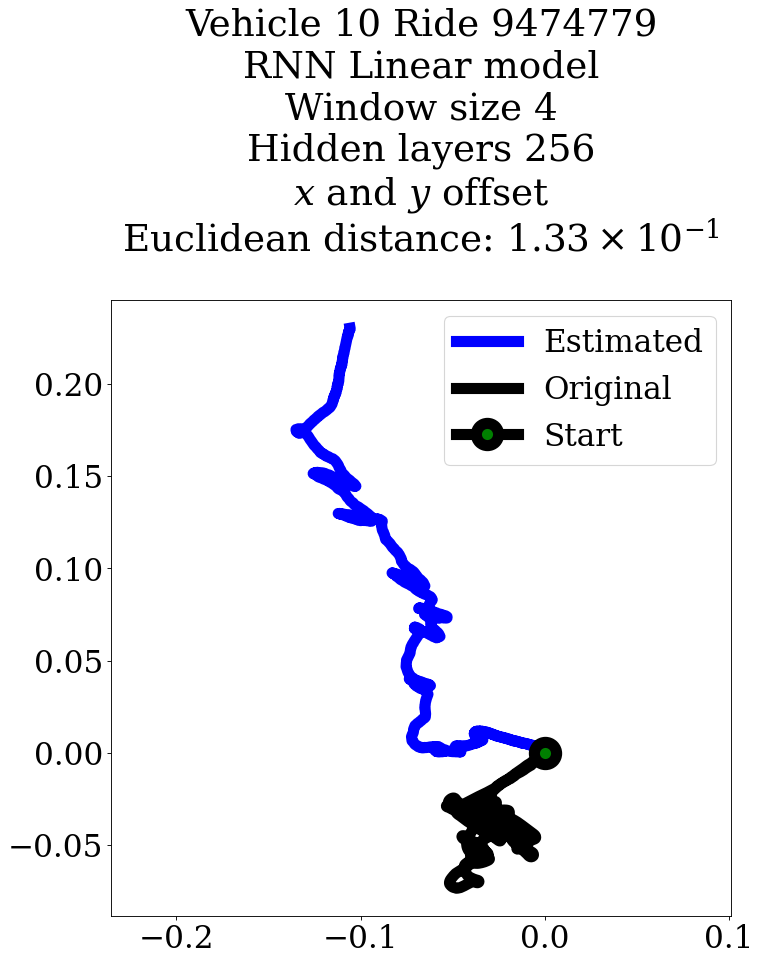 Vehicle 10 Ride 9474779
RNN Linear model
Window size 4
Hidden layers 256
x and y offset
Euclidean distance: 1.33 × 10⁻¹
Estimated
Original
Start
0.20
0.15
0.10
0.05
0.00
−0.05
−0.2
−0.1
0.0
0.1